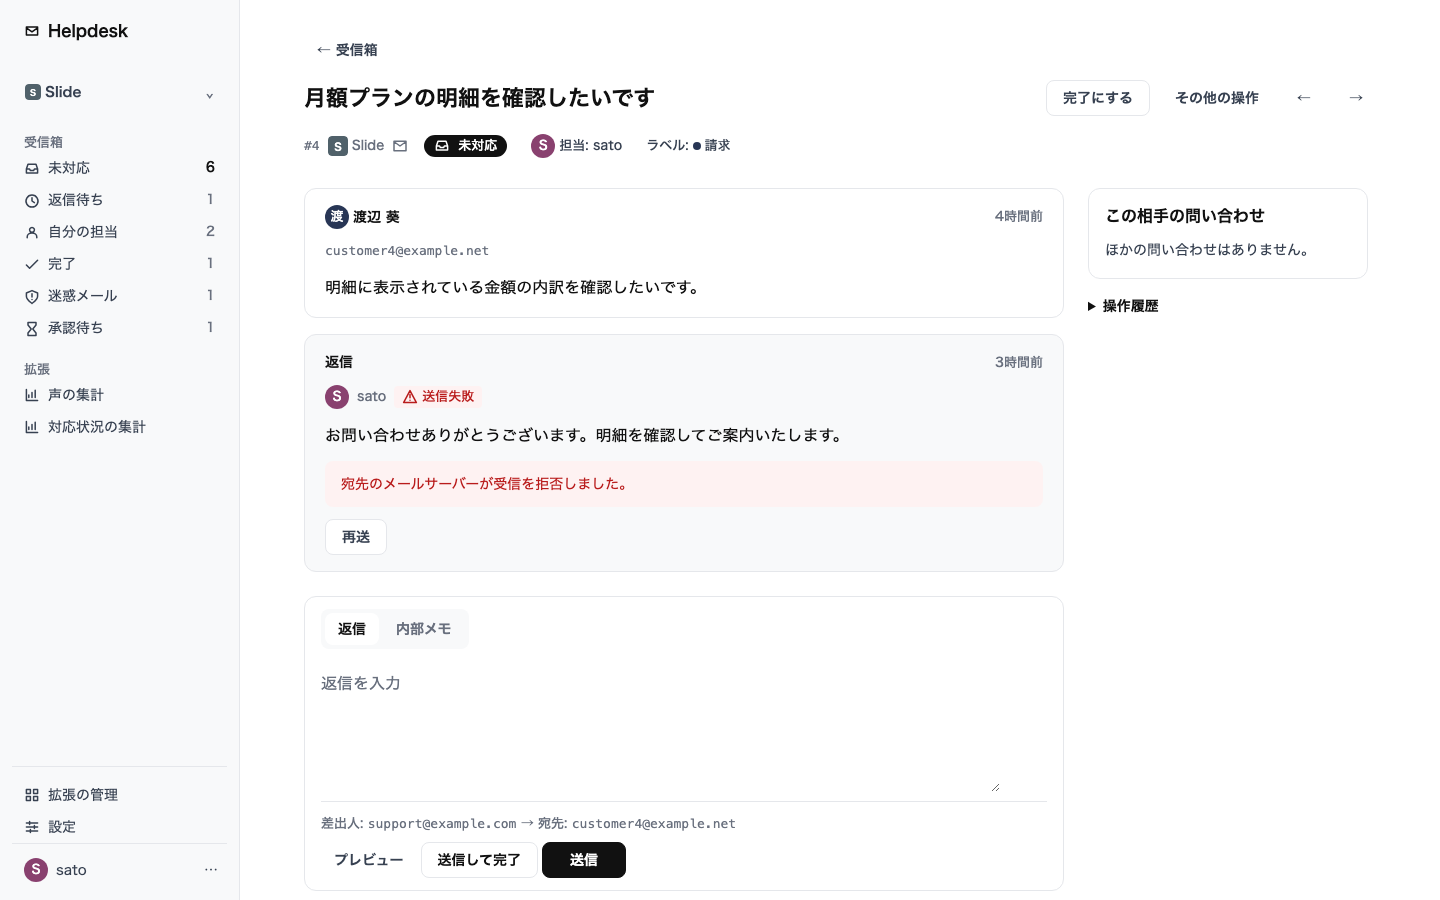 Helpdesk
S Slide
受信箱
未対応 6
返信待ち 1
自分の担当 2
完了 1
迷惑メール 1
承認待ち 1
拡張
声の集計
対応状況の集計
拡張の管理
設定
S sato …
← 受信箱
月額プランの明細を確認したいです
完了にする その他の操作 ← →
#4 S Slide 未対応 S 担当: sato ラベル: 請求
渡 渡辺 葵 4時間前
customer4@example.net
明細に表示されている金額の内訳を確認したいです。
返信 3時間前
S sato 送信失敗
お問い合わせありがとうございます。明細を確認してご案内いたします。
宛先のメールサーバーが受信を拒否しました。
再送
返信 内部メモ
返信を入力
差出人: support@example.com → 宛先: customer4@example.net
プレビュー 送信して完了 送信
この相手の問い合わせ
ほかの問い合わせはありません。
▶ 操作履歴